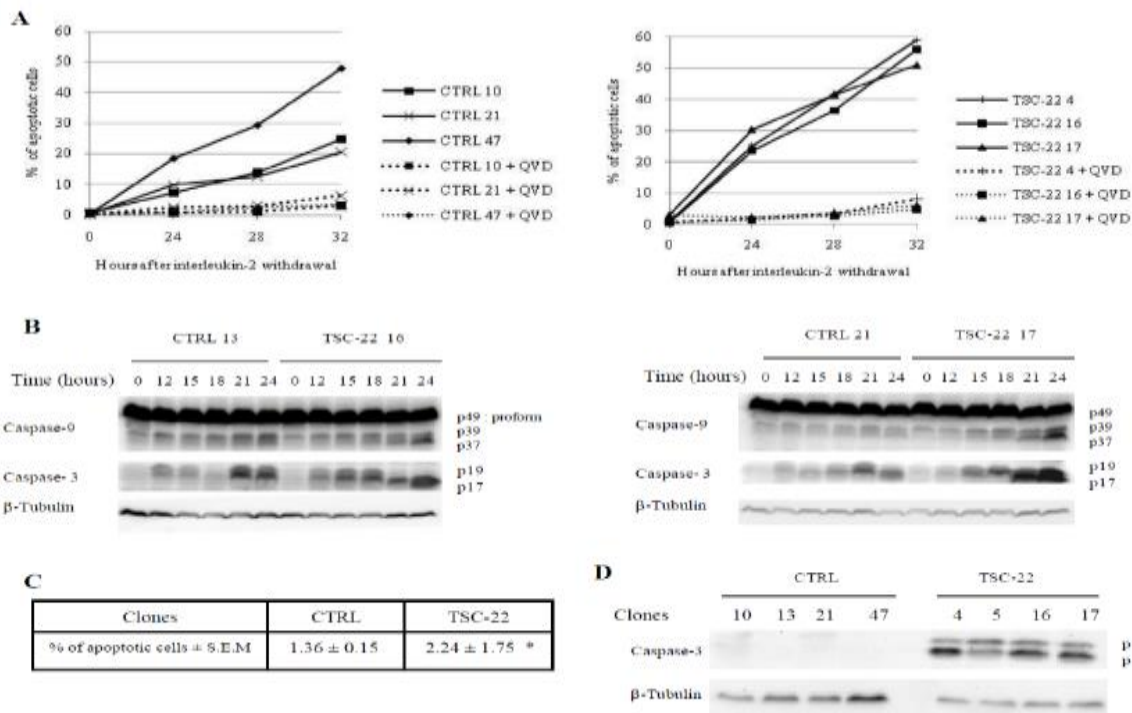 A
% of apoptotic cells
60
50
40
30
20
10
0
0 24 28 32
Hours after interleukin-2 withdrawal
CTRL 10
CTRL 21
CTRL 47
CTRL 10 + QVD
CTRL 21 + QVD
CTRL 47 + QVD
% of apoptotic cells
60
50
40
30
20
10
0
0 24 28 32
Hours after interleukin-2 withdrawal
TSC-22 4
TSC-22 16
TSC-22 17
TSC-22 4 + QVD
TSC-22 16 + QVD
TSC-22 17 + QVD
B
CTRL 13 TSC-22 16
Time (hours) 0 12 15 18 21 24 0 12 15 18 21 24
Caspase-9
p49 : proform
p39
p37
Caspase- 3
p19
p17
β-Tubulin
CTRL 21 TSC-22 17
Time (hours) 0 12 15 18 21 24 0 12 15 18 21 24
Caspase-9
p49
p39
p37
Caspase- 3
p19
p17
β-Tubulin
C
Clones CTRL TSC-22
% of apoptotic cells ± S.E.M 1.36 ± 0.15 2.24 ± 1.75 *
D
CTRL TSC-22
Clones 10 13 21 47 4 5 16 17
Caspase-3
p
p
β-Tubulin